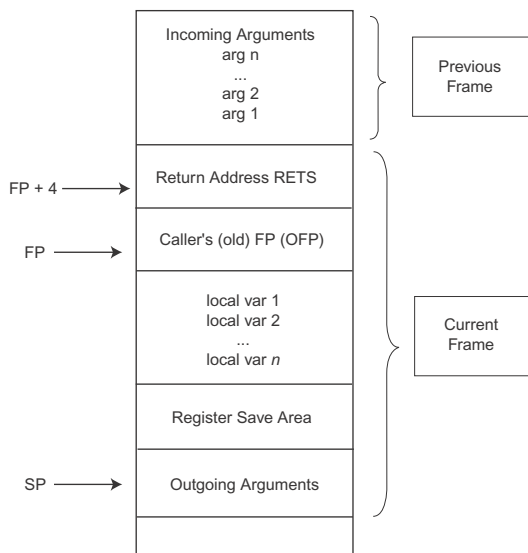 Incoming Arguments
arg n
...
arg 2
arg 1
Previous
Frame
FP + 4
Return Address RETS
FP
Caller's (old) FP (OFP)
local var 1
local var 2
...
local var n
Current
Frame
Register Save Area
SP
Outgoing Arguments